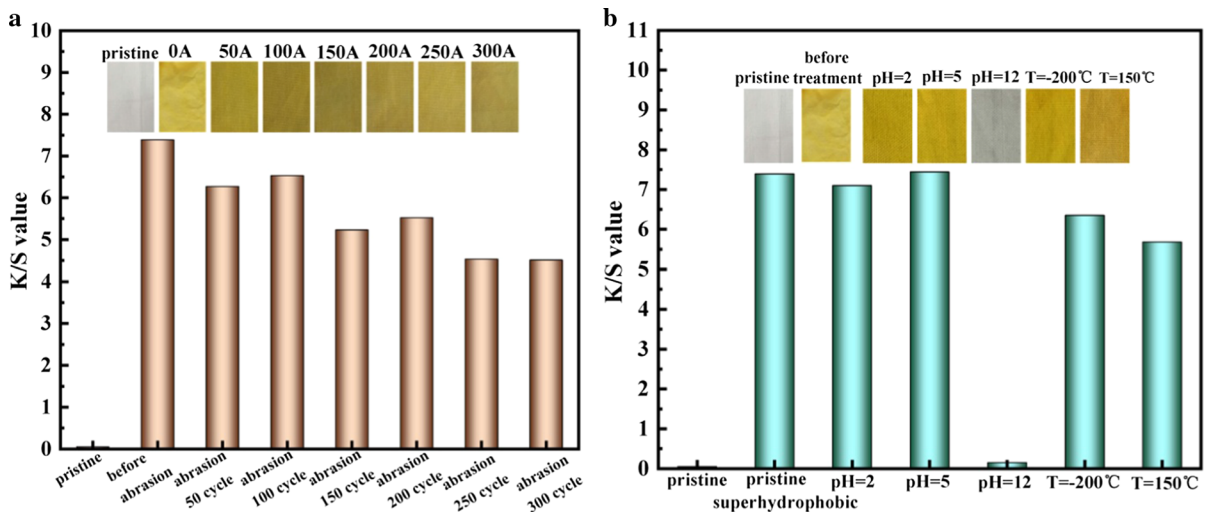 a
10
9
8
7
6
5
4
3
2
1
0
K/S value
pristine 0A 50A 100A 150A 200A 250A 300A
pristine
before
abrasion
abrasion
50 cycle
abrasion
100 cycle
abrasion
150 cycle
abrasion
200 cycle
abrasion
250 cycle
abrasion
300 cycle
b
11
10
9
8
7
6
5
4
3
2
1
0
K/S value
before
pristine treatment pH=2 pH=5 pH=12 T=-200℃ T=150℃
pristine pristine pH=2 pH=5 pH=12 T=-200℃ T=150℃
superhydrophobic